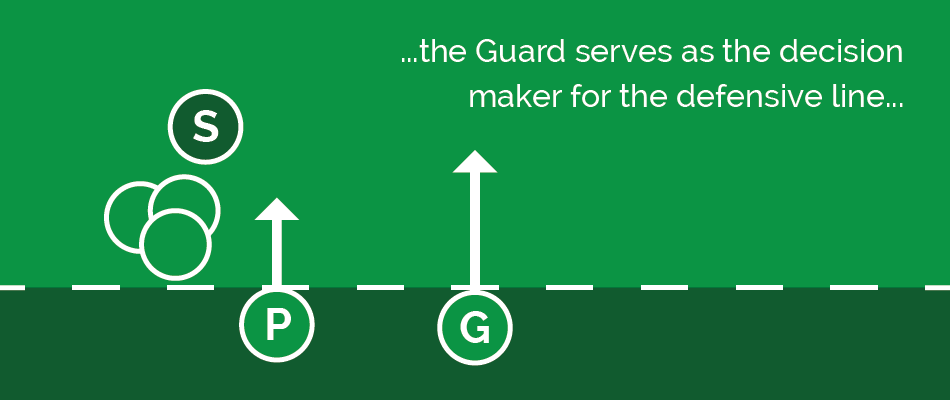 ...the Guard serves as the decision
maker for the defensive line...
S
P
G